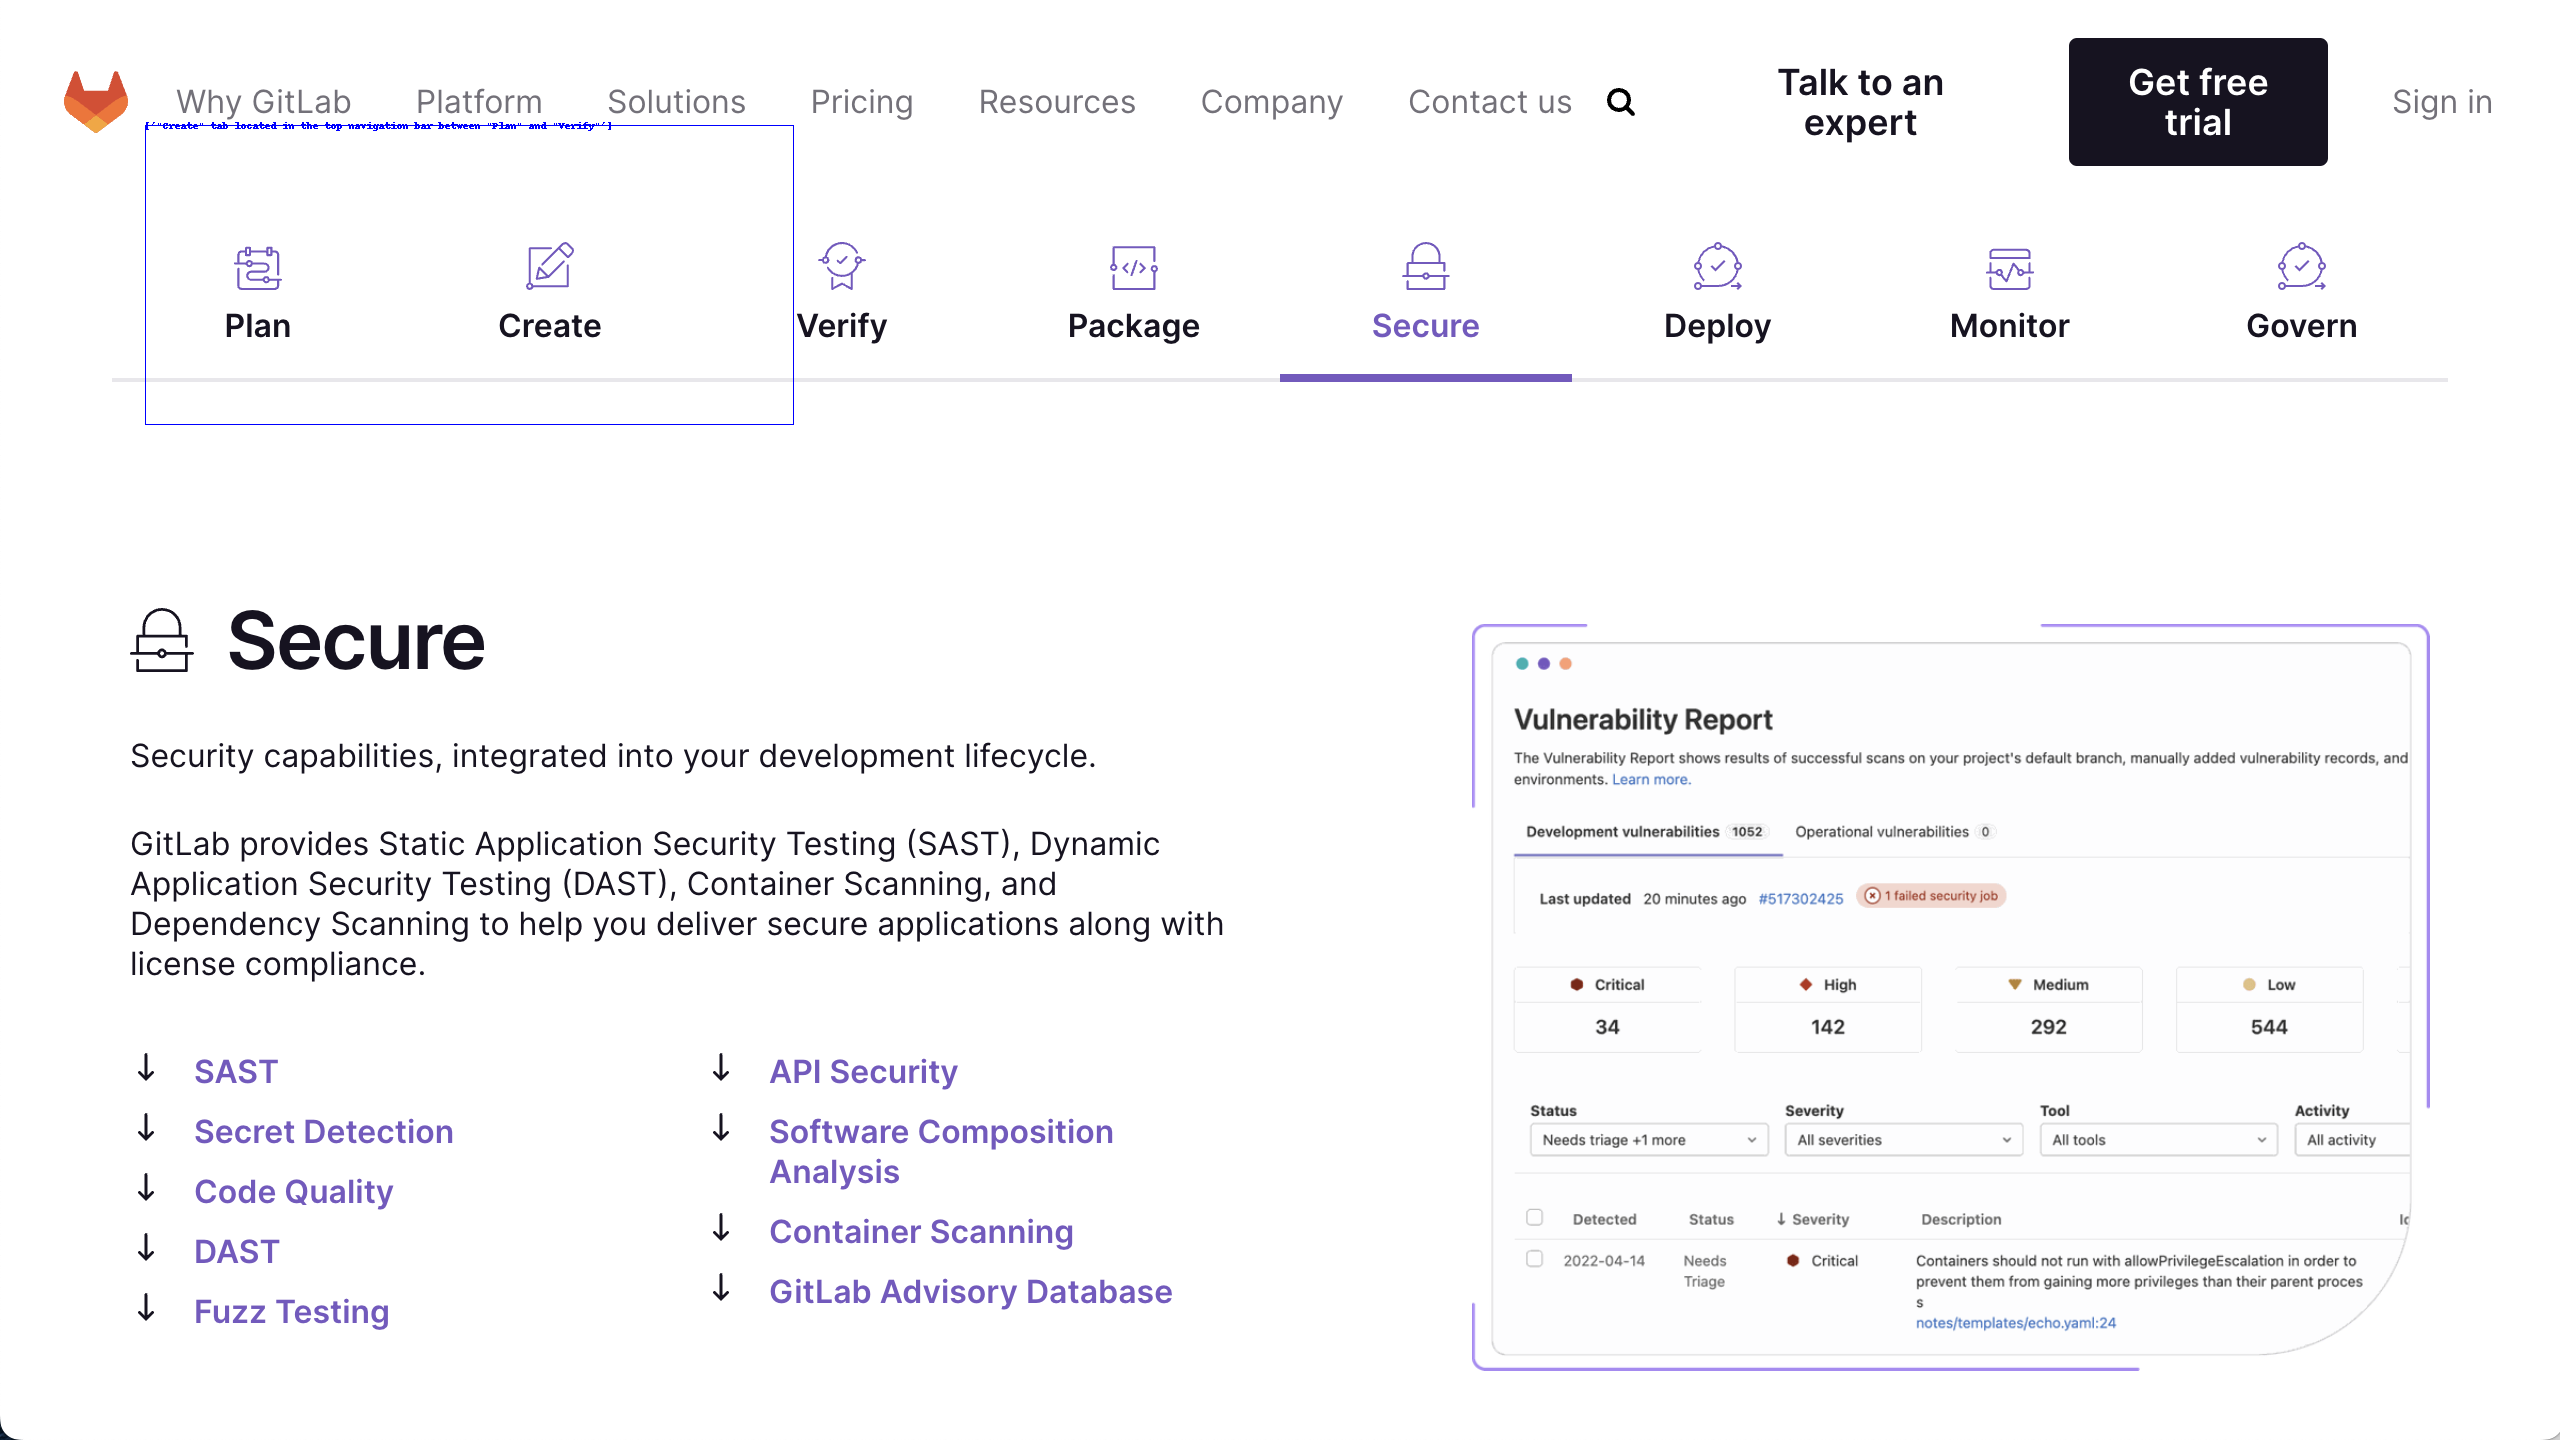 Why GitLab Platform Solutions Pricing Resources Company Contact us
Talk to an
expert
Get free
trial
Sign in
['"Create" tab located in the top navigation bar between "Plan" and "Verify"']
Plan Create Verify Package Secure Deploy Monitor Govern
Secure
Security capabilities, integrated into your development lifecycle.
GitLab provides Static Application Security Testing (SAST), Dynamic
Application Security Testing (DAST), Container Scanning, and
Dependency Scanning to help you deliver secure applications along with
license compliance.
SAST
Secret Detection
Code Quality
DAST
Fuzz Testing
API Security
Software Composition
Analysis
Container Scanning
GitLab Advisory Database
Vulnerability Report
The Vulnerability Report shows results of successful scans on your project's default branch, manually added vulnerability records, and
environments. Learn more.
Development vulnerabilities 1052 Operational vulnerabilities 0
Last updated 20 minutes ago #517302425 1 failed security job
Critical High Medium Low
34 142 292 544
Status Severity Tool Activity
Needs triage +1 more All severities All tools All activity
Detected Status Severity Description
2022-04-14 Needs Triage Critical Containers should not run with allowPrivilegeEscalation in order to
prevent them from gaining more privileges than their parent proces
s
notes/templates/echo.yaml:24